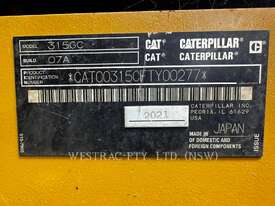 MODEL 315GC CAT® CATERPILLAR®
BUILD 07A CAT® CATERPILLAR®
PRODUCT IDENTIFICATION NUMBER *CAT00315CFTY00277*
CATERPILLAR INC.
PEORIA, IL 61629
USA
2021
MADE IN JAPAN
OF DOMESTIC
AND FOREIGN
COMPONENTS
ISSUE
WESTRAC PTY LTD (NSW)